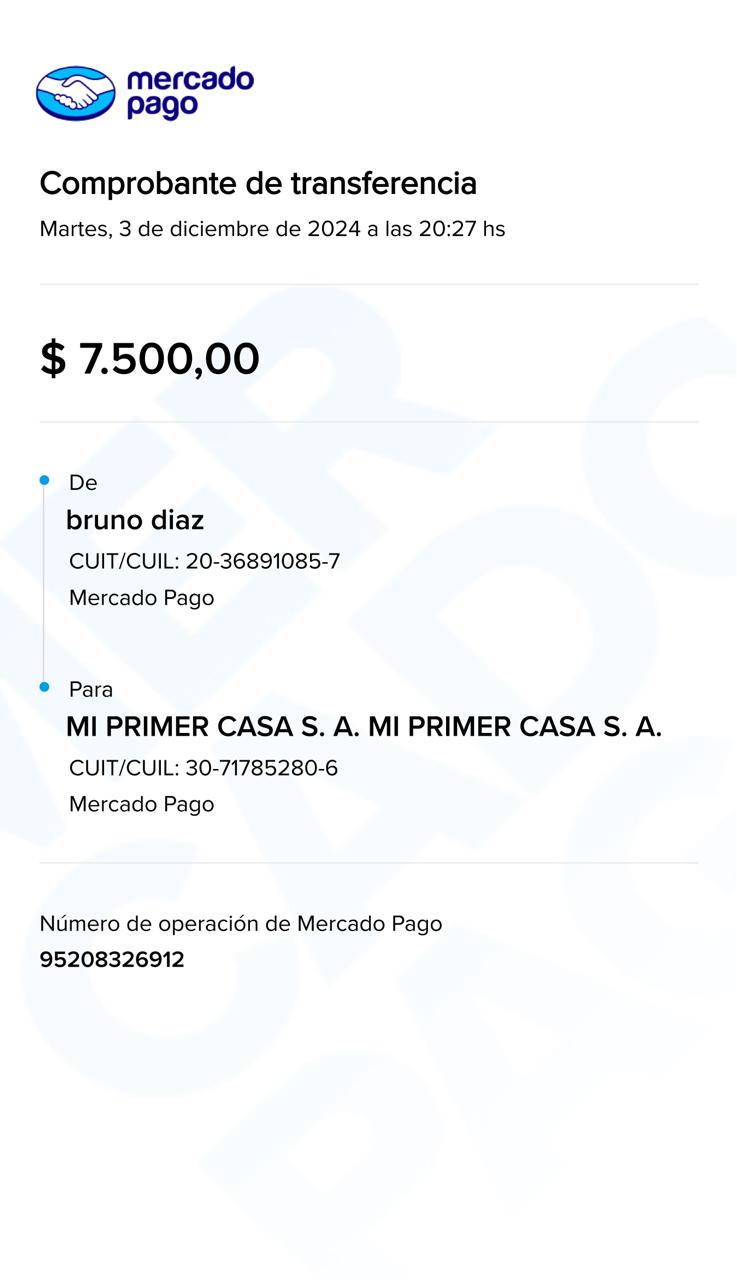 mercado
pago
Comprobante de transferencia
Martes, 3 de diciembre de 2024 a las 20:27 hs
$ 7.500,00
De
bruno diaz
CUIT/CUIL: 20-36891085-7
Mercado Pago
Para
MI PRIMER CASA S. A. MI PRIMER CASA S. A.
CUIT/CUIL: 30-71785280-6
Mercado Pago
Número de operación de Mercado Pago
95208326912